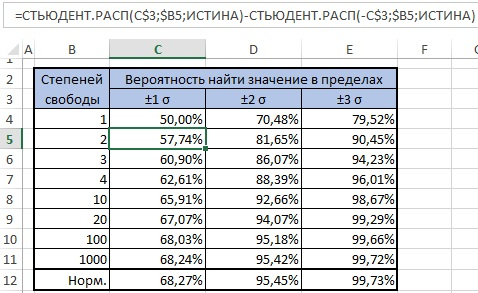 =СТЬЮДЕНТ.РАСП(C$3;$B5;ИСТИНА)-СТЬЮДЕНТ.РАСП(-C$3;$B5;ИСТИНА)
A B C D E F
1
2 Степеней Вероятность найти значение в пределах
3 свободы ±1 σ ±2 σ ±3 σ
4 1 50,00% 70,48% 79,52%
5 2 57,74% 81,65% 90,45%
6 3 60,90% 86,07% 94,23%
7 4 62,61% 88,39% 96,01%
8 10 65,91% 92,66% 98,67%
9 20 67,07% 94,07% 99,29%
10 100 68,03% 95,18% 99,66%
11 1000 68,24% 95,42% 99,72%
12 Норм. 68,27% 95,45% 99,73%